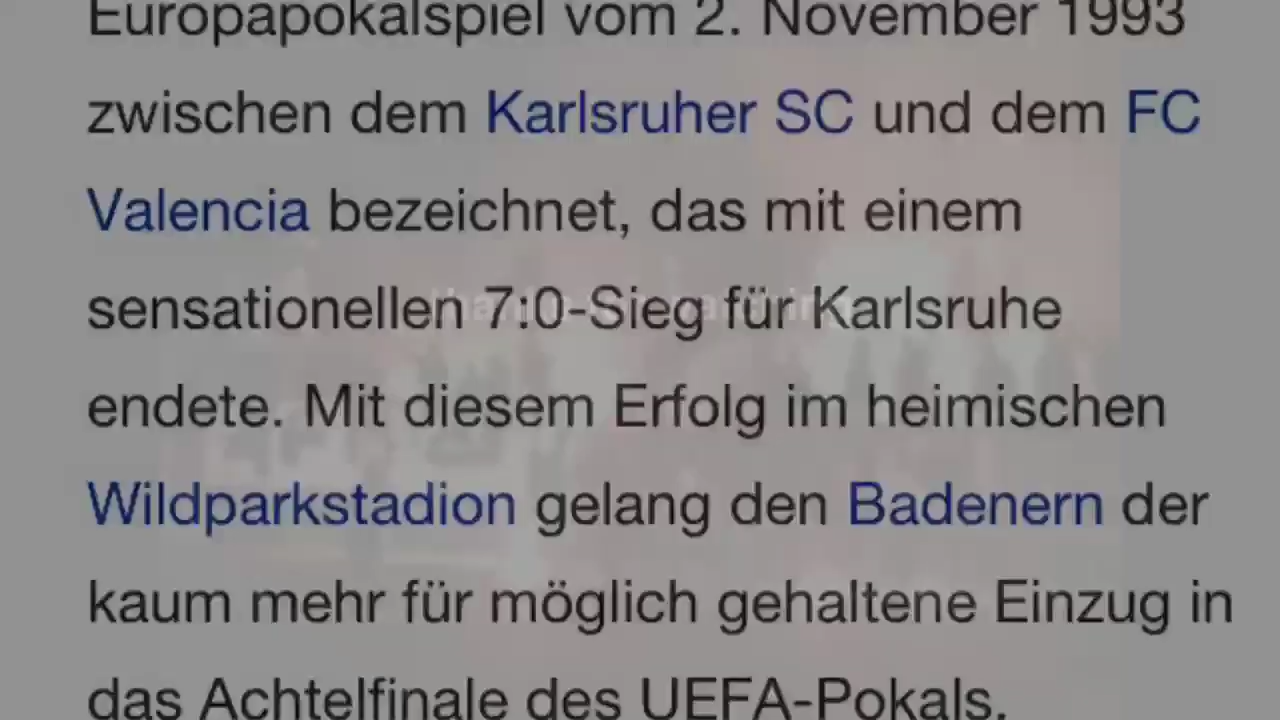 Europapokalspiel vom 2. November 1993
zwischen dem Karlsruher SC und dem FC
Valencia bezeichnet, das mit einem
sensationellen 7:0-Sieg für Karlsruhe
endete. Mit diesem Erfolg im heimischen
Wildparkstadion gelang den Badenern der
kaum mehr für möglich gehaltene Einzug in
das Achtelfinale des UEFA-Pokals.